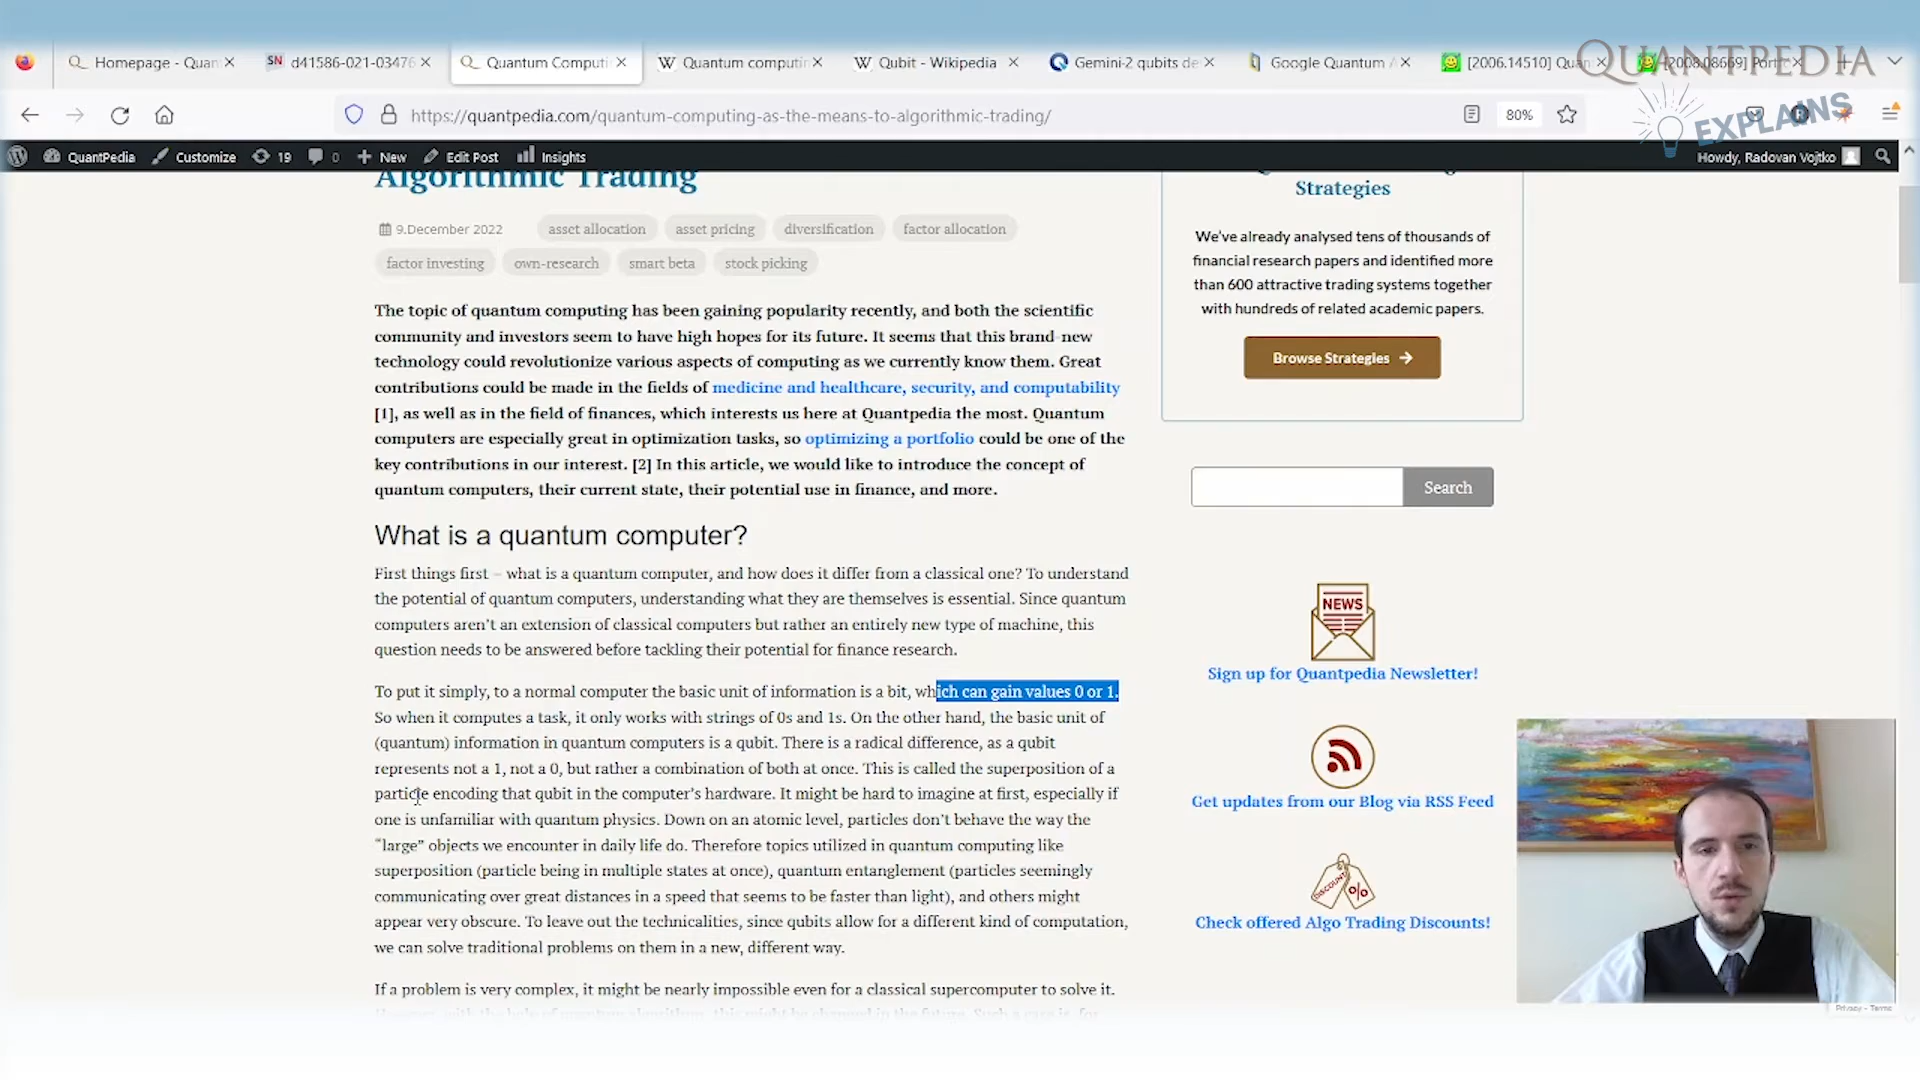 Homepage - Quan
SN d41586-021-03476
Quantum Computi
W Quantum computin
W Qubit - Wikipedia
Gemini-2 qubits de
Google Quantum A
[2006.14510] Quan
[2008.08669] Portfo
QUANTPEDIA
EXPLAINS
https://quantpedia.com/quantum-computing-as-the-means-to-algorithmic-trading/
80%
QuantPedia Customize 19 0 New Edit Post Insights
Howdy, Radovan Vojtko
Algorithmic Trading
9.December 2022 asset allocation asset pricing diversification factor allocation
factor investing own-research smart beta stock picking
The topic of quantum computing has been gaining popularity recently, and both the scientific
community and investors seem to have high hopes for its future. It seems that this brand-new
technology could revolutionize various aspects of computing as we currently know them. Great
contributions could be made in the fields of medicine and healthcare, security, and computability
[1], as well as in the field of finances, which interests us here at Quantpedia the most. Quantum
computers are especially great in optimization tasks, so optimizing a portfolio could be one of the
key contributions in our interest. [2] In this article, we would like to introduce the concept of
quantum computers, their current state, their potential use in finance, and more.
What is a quantum computer?
First things first – what is a quantum computer, and how does it differ from a classical one? To understand
the potential of quantum computers, understanding what they are themselves is essential. Since quantum
computers aren't an extension of classical computers but rather an entirely new type of machine, this
question needs to be answered before tackling their potential for finance research.
To put it simply, to a normal computer the basic unit of information is a bit, which can gain values 0 or 1.
So when it computes a task, it only works with strings of 0s and 1s. On the other hand, the basic unit of
(quantum) information in quantum computers is a qubit. There is a radical difference, as a qubit
represents not a 1, not a 0, but rather a combination of both at once. This is called the superposition of a
particle encoding that qubit in the computer's hardware. It might be hard to imagine at first, especially if
one is unfamiliar with quantum physics. Down on an atomic level, particles don't behave the way the
“large” objects we encounter in daily life do. Therefore topics utilized in quantum computing like
superposition (particle being in multiple states at once), quantum entanglement (particles seemingly
communicating over great distances in a speed that seems to be faster than light), and others might
appear very obscure. To leave out the technicalities, since qubits allow for a different kind of computation,
we can solve traditional problems on them in a new, different way.
If a problem is very complex, it might be nearly impossible even for a classical supercomputer to solve it.
Strategies
We've already analysed tens of thousands of
financial research papers and identified more
than 600 attractive trading systems together
with hundreds of related academic papers.
Browse Strategies
Search
NEWS
Sign up for Quantpedia Newsletter!
Get updates from our Blog via RSS Feed
DISCOUNT %
Check offered Algo Trading Discounts!
Privacy - Terms